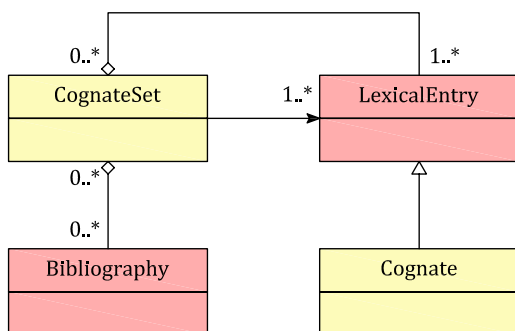 0..*
1..*
CognateSet
1..*
LexicalEntry
0..*
0..*
Bibliography
Cognate